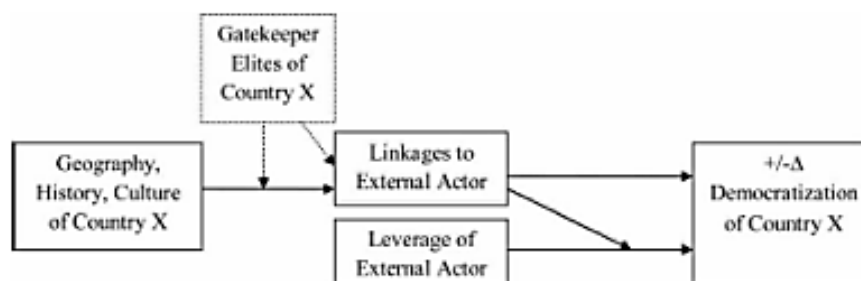 Gatekeeper
Elites of
Country X
Geography,
History, Culture
of Country X
Linkages to
External Actor
Leverage of
External Actor
+/-Δ
Democratization
of Country X